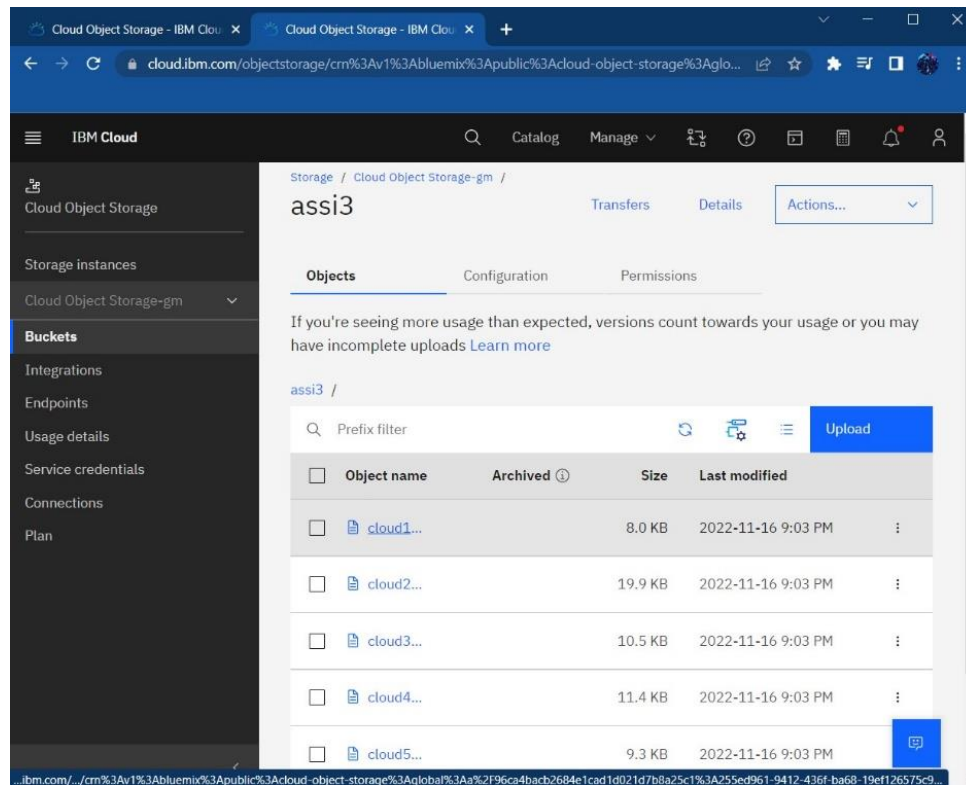 Cloud Object Storage - IBM Clou
Cloud Object Storage - IBM Clou
cloud.ibm.com/objectstorage/crn%3Av1%3Abluemix%3Apublic%3Acloud-object-storage%3Aglo...
IBM Cloud
Catalog
Manage
Cloud Object Storage
Storage instances
Cloud Object Storage-gm
Buckets
Integrations
Endpoints
Usage details
Service credentials
Connections
Plan
Storage / Cloud Object Storage-gm /
assi3
Transfers
Details
Actions...
Objects Configuration Permissions
If you're seeing more usage than expected, versions count towards your usage or you may
have incomplete uploads Learn more
assi3 /
Prefix filter
Upload
Object name Archived Size Last modified
cloud1... 8.0 KB 2022-11-16 9:03 PM
cloud2... 19.9 KB 2022-11-16 9:03 PM
cloud3... 10.5 KB 2022-11-16 9:03 PM
cloud4... 11.4 KB 2022-11-16 9:03 PM
cloud5... 9.3 KB 2022-11-16 9:03 PM
...ibm.com/.../crn%3Av1%3Abluemix%3Apublic%3Acloud-object-storage%3Aglobal%3Aa%2F96ca4bacb2684e1cad1d021d7b8a25c1%3A255ed961-9412-436f-ba68-19ef126575c9...